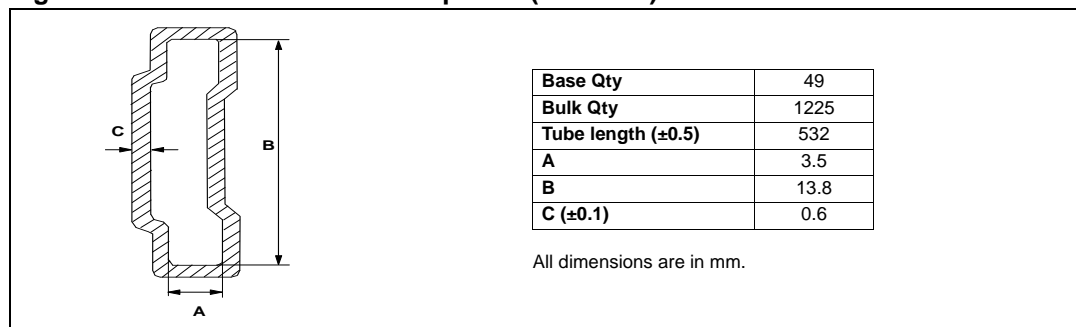 C
B
A
Base Qty 49
Bulk Qty 1225
Tube length (±0.5) 532
A 3.5
B 13.8
C (±0.1) 0.6
All dimensions are in mm.